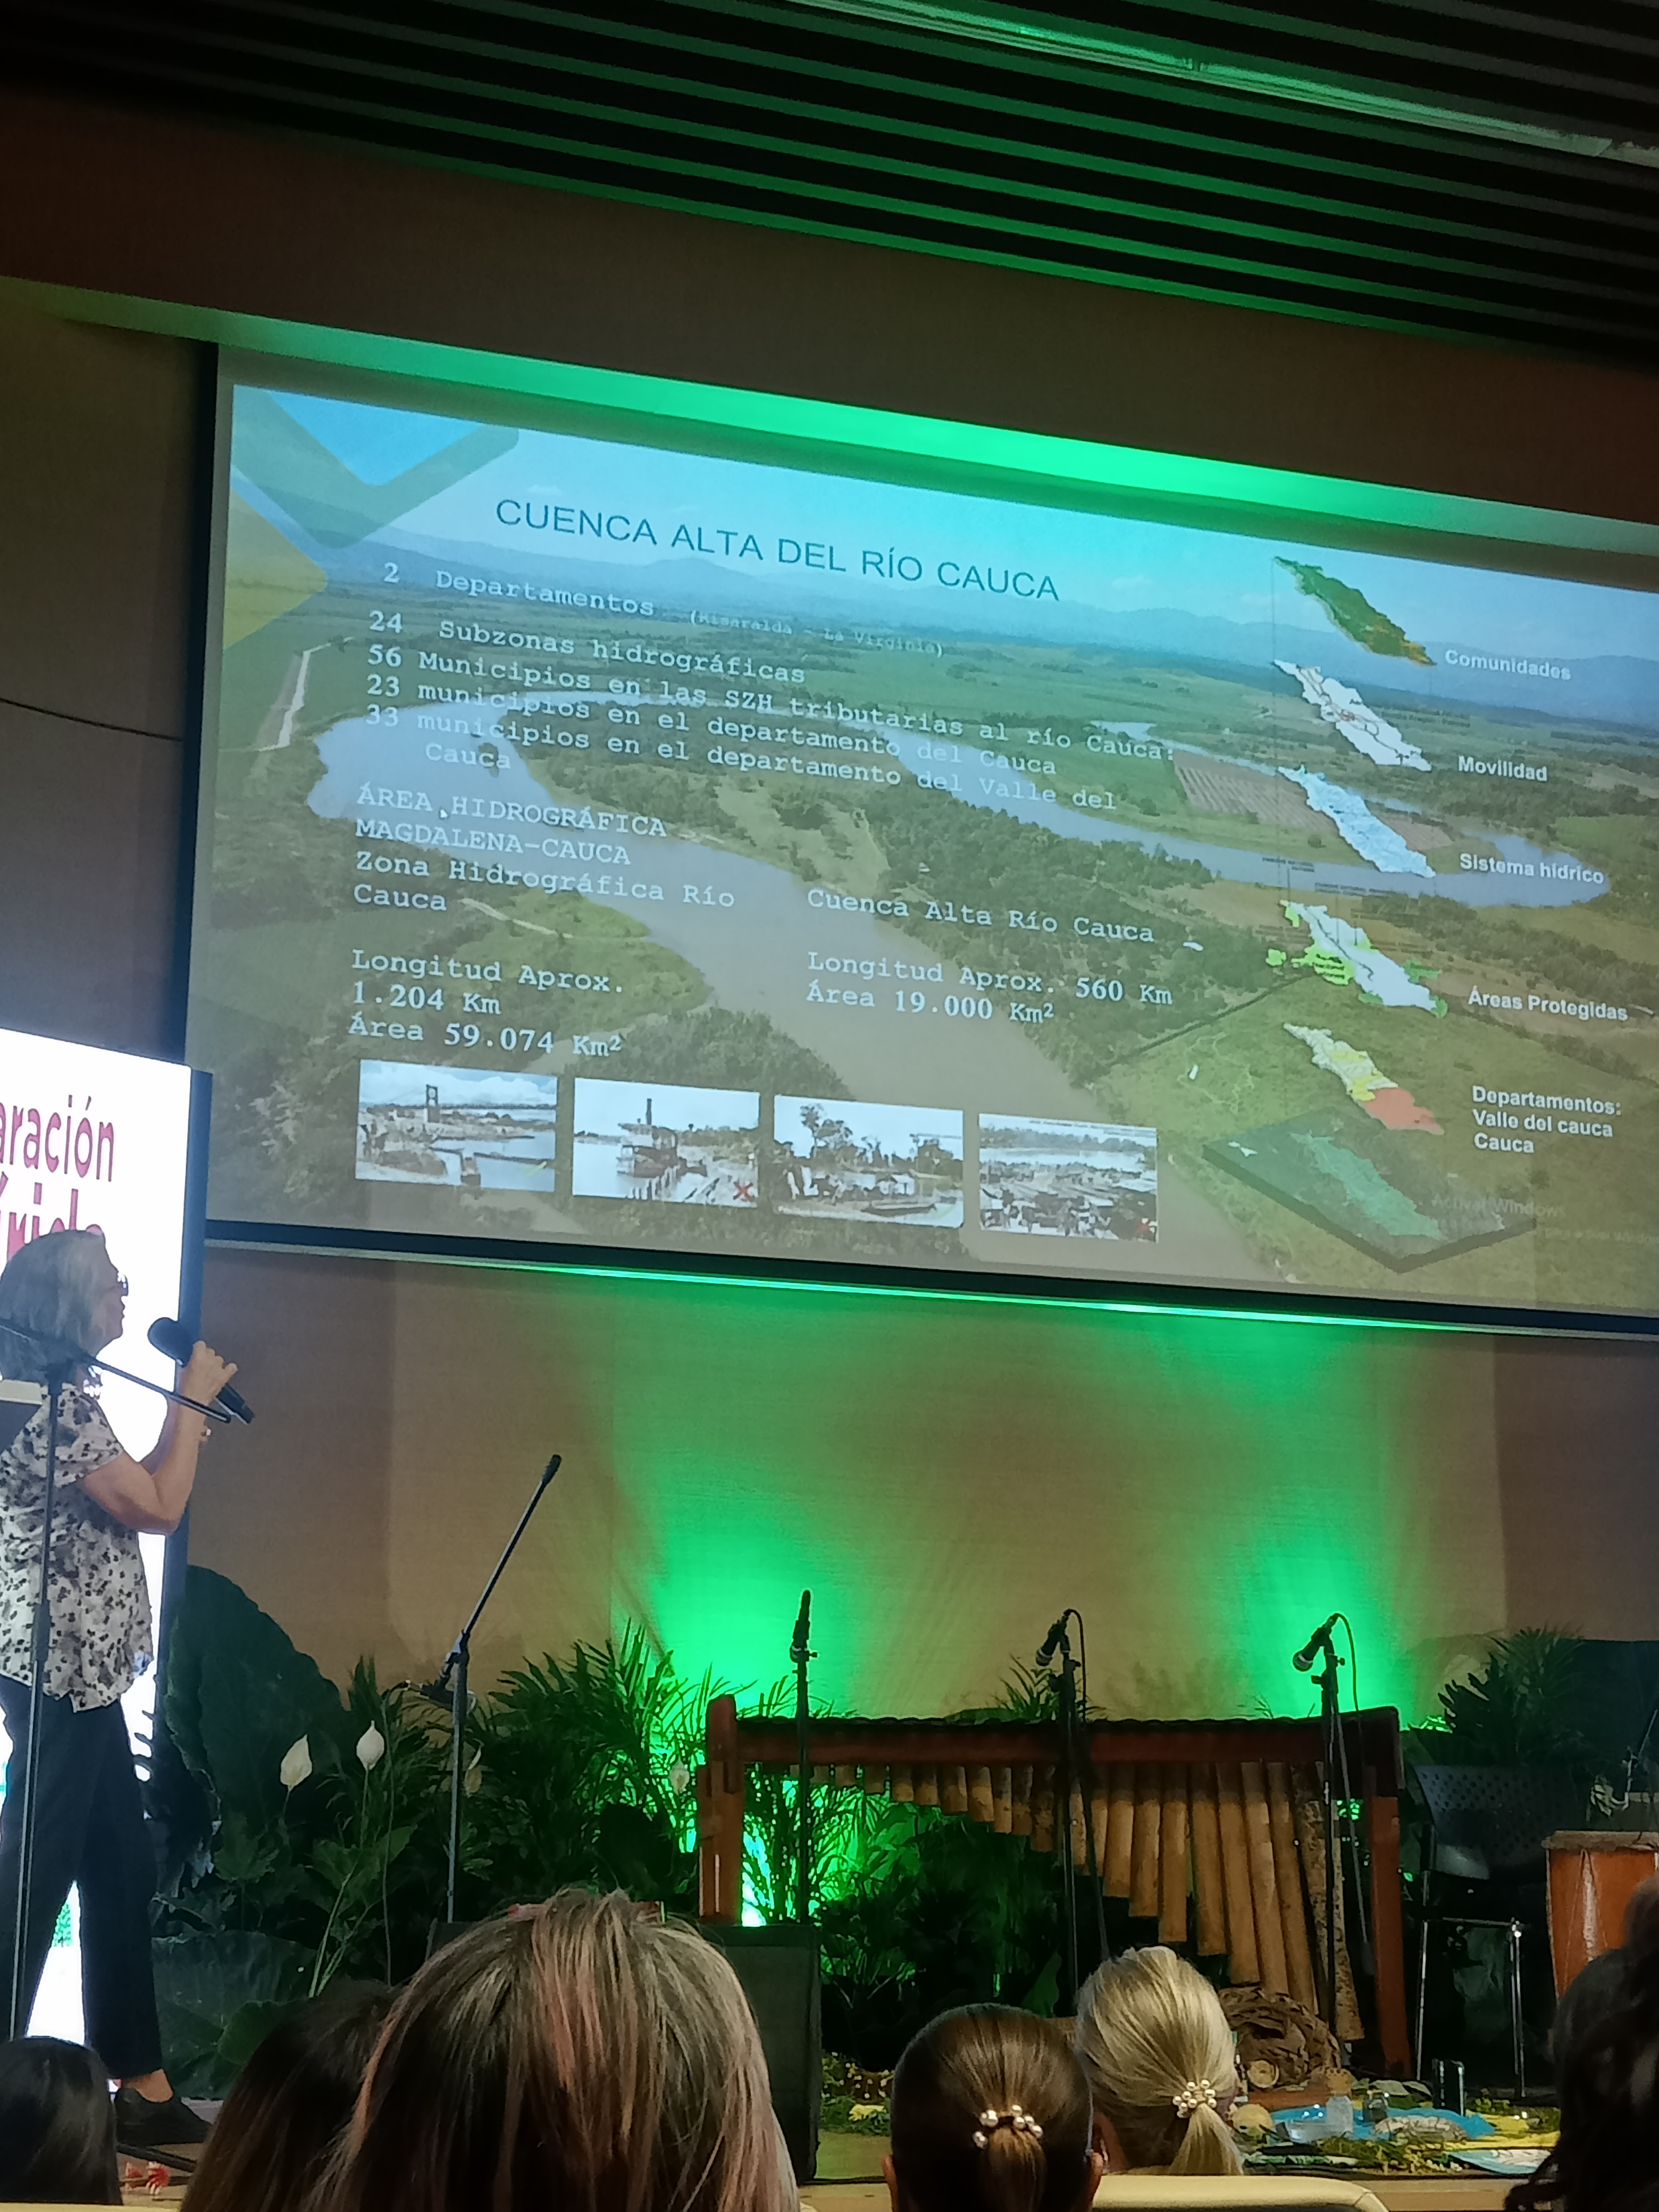 CUENCA ALTA DEL RÍO CAUCA
2 Departamentos (Risaralda - La Virginia)
24 Subzonas hidrográficas
56 Municipios en las SZH tributarias al río Cauca:
23 municipios en el departamento del Cauca
33 municipios en el departamento del Valle del
Cauca
ÁREA HIDROGRÁFICA
MAGDALENA-CAUCA
Zona Hidrográfica Río
Cauca
Longitud Aprox.
1.204 Km
Área 59.074 Km²
Cuenca Alta Río Cauca
Longitud Aprox. 560 Km
Área 19.000 Km²
Comunidades
Movilidad
Sistema hídrico
Áreas Protegidas
Departamentos:
Valle del cauca
Cauca
Activar Windows
aración